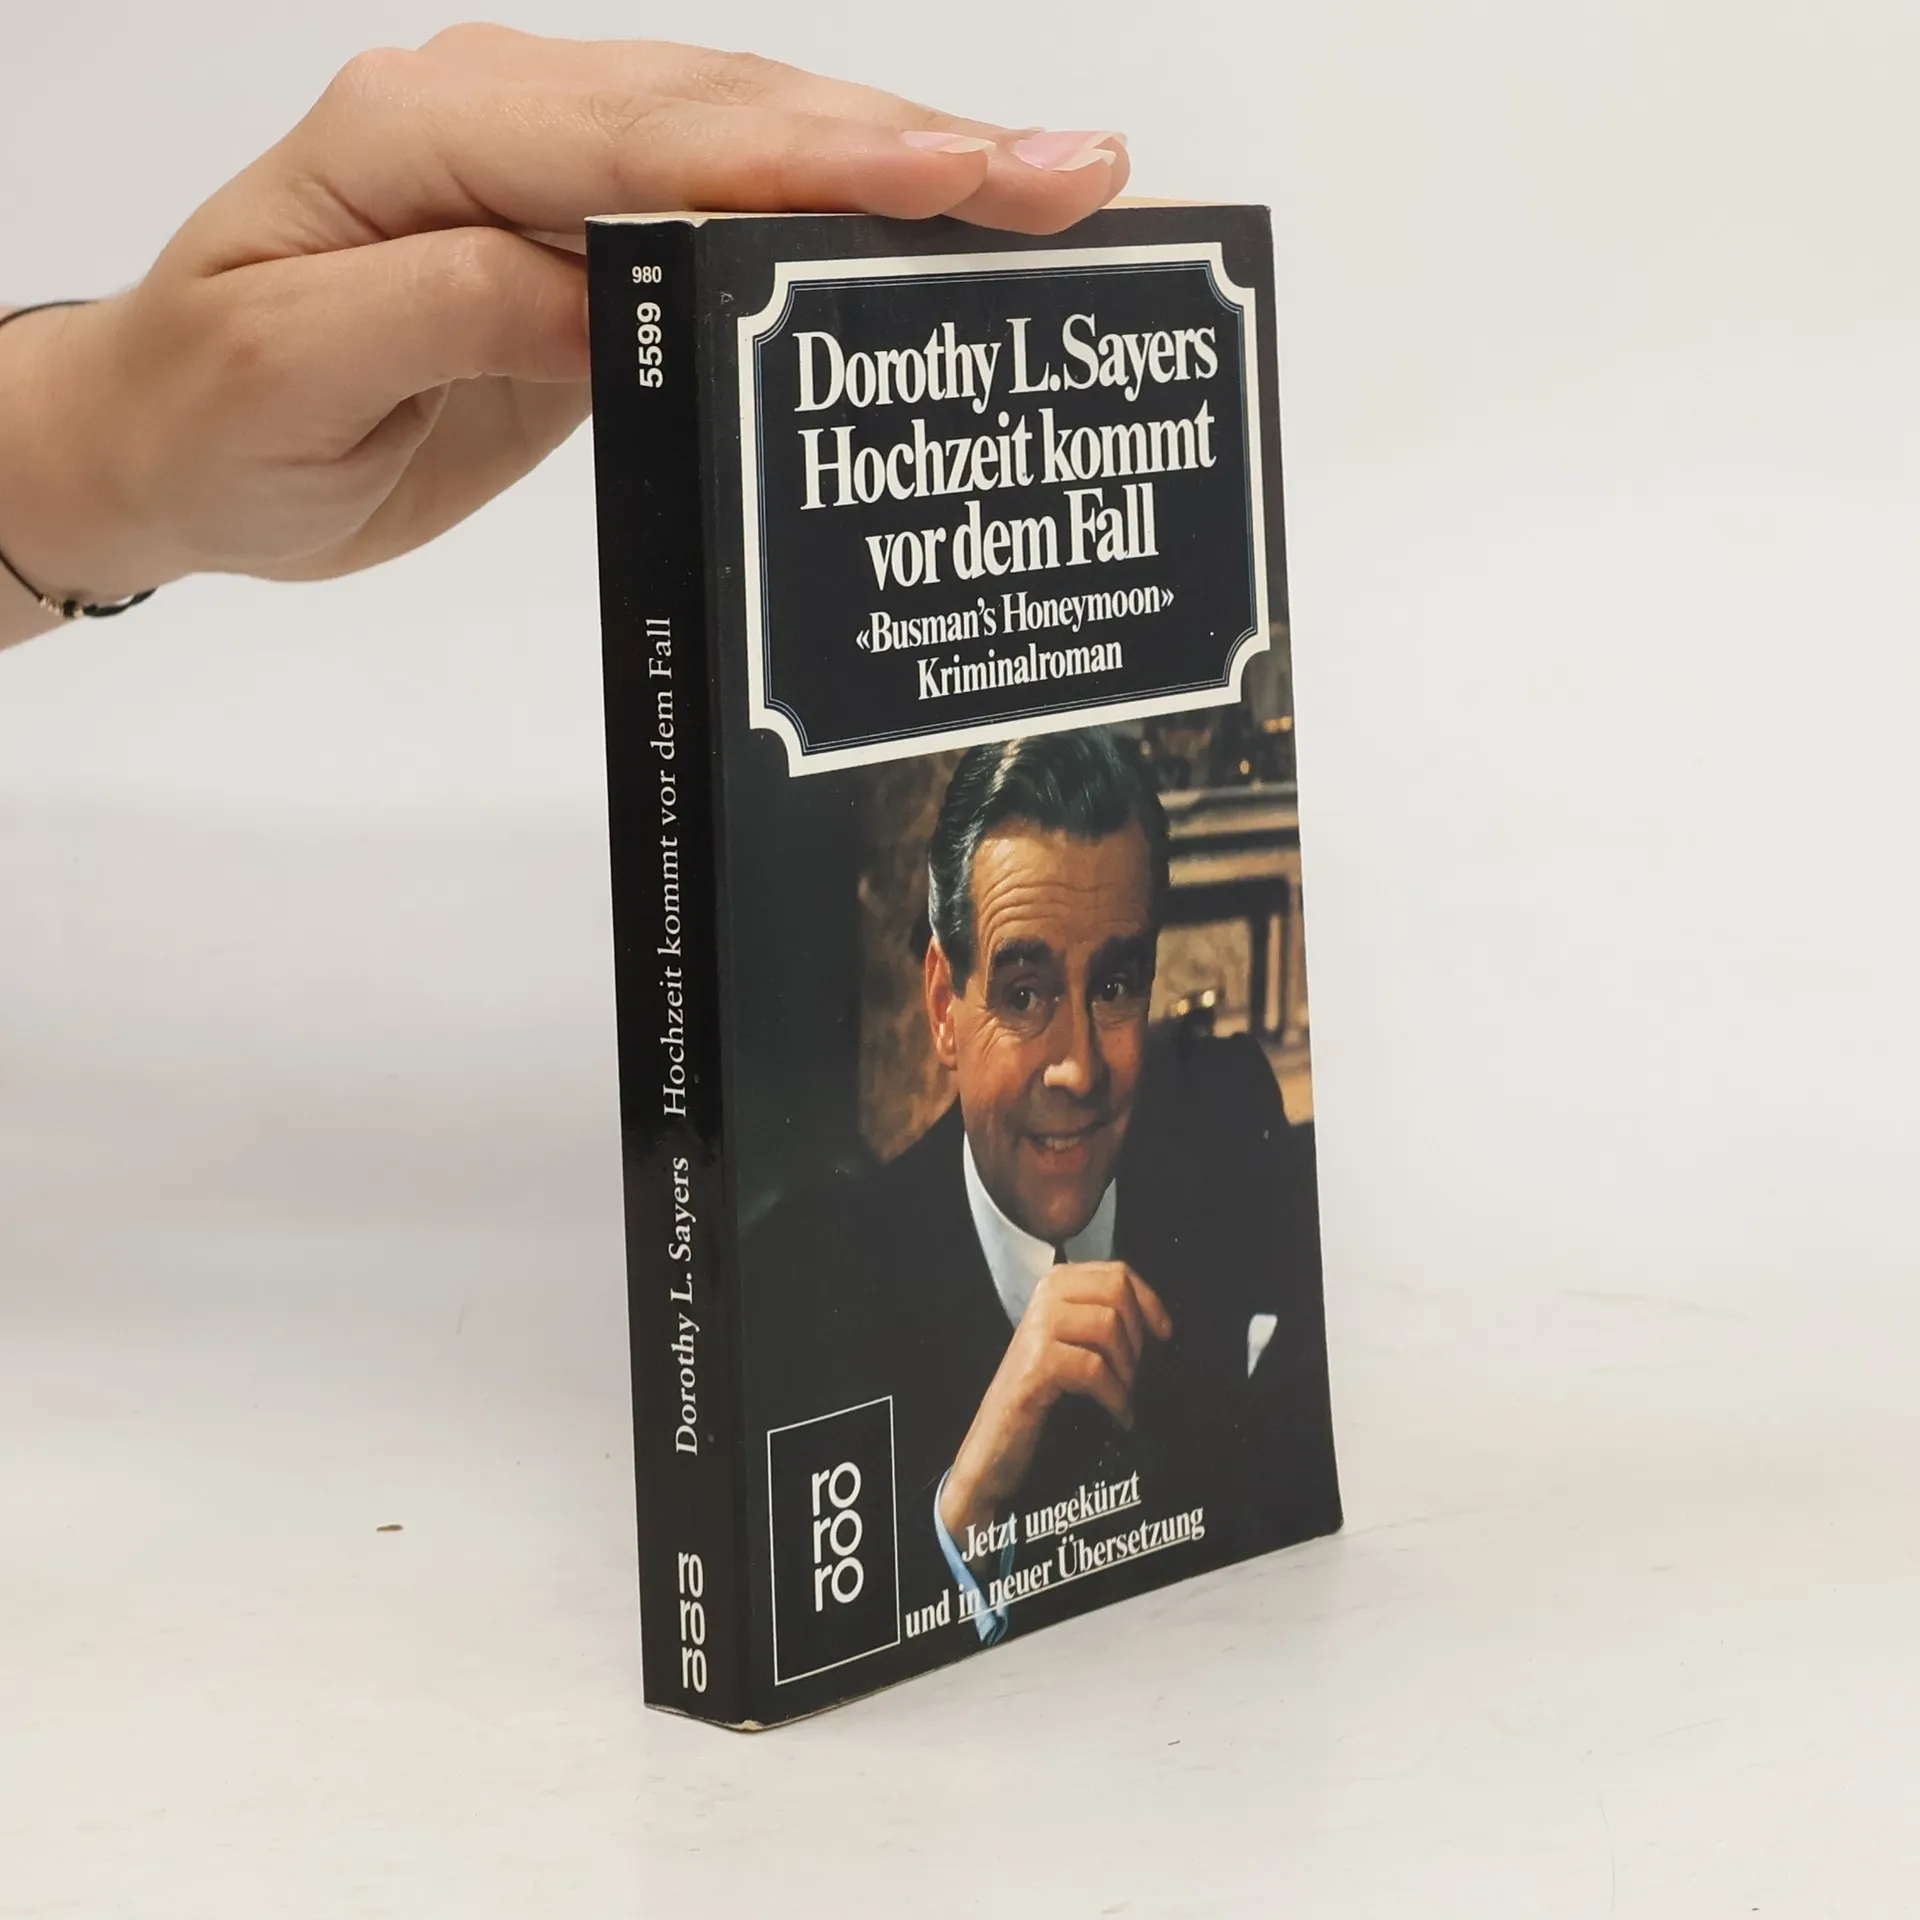 980
5599
Dorothy L. Sayers Hochzeit kommt vor dem Fall
ro
ro
ro
Dorothy L. Sayers
Hochzeit kommt
vor dem Fall
«Busman's Honeymoon»
Kriminalroman
ro
ro
ro
Jetzt ungekürzt
und in neuer Übersetzung